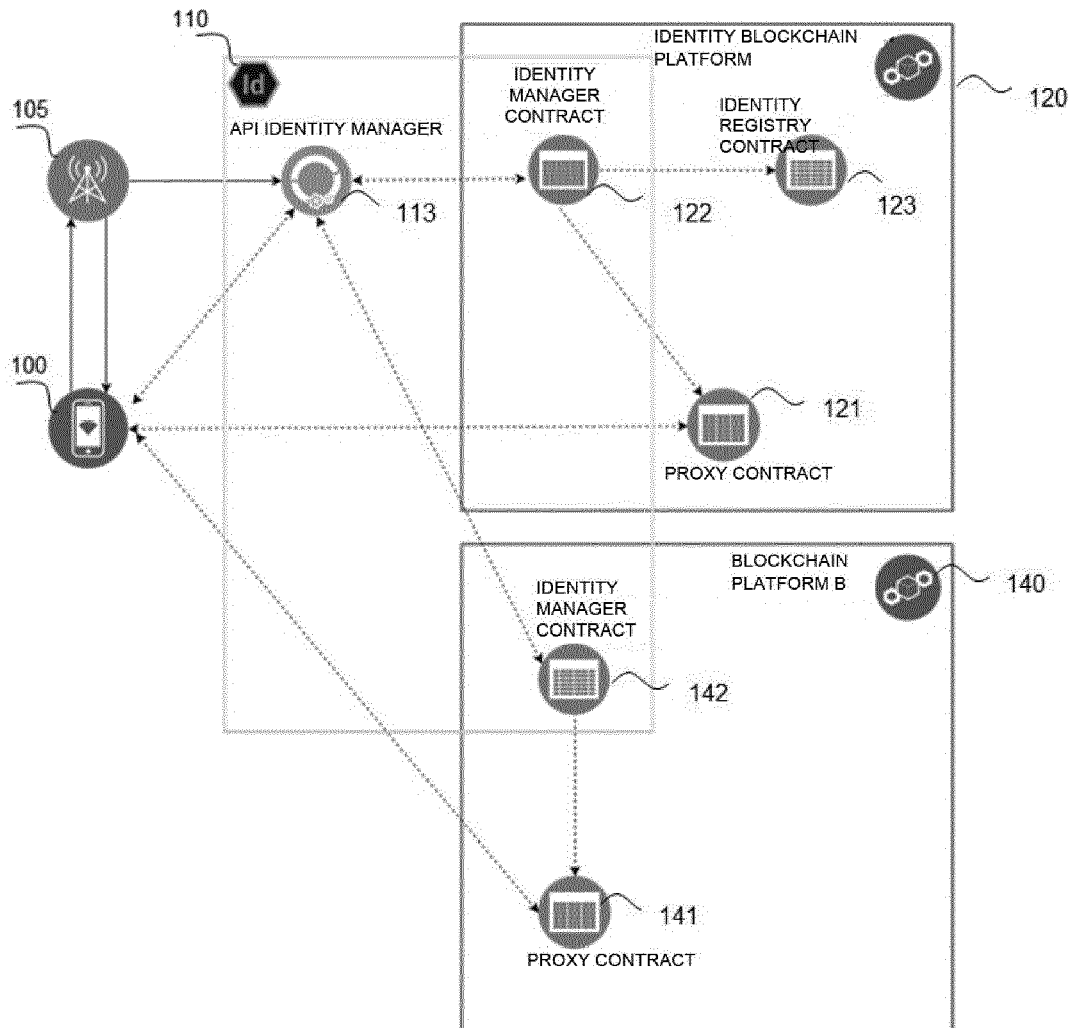 110
Id
IDENTITY BLOCKCHAIN
PLATFORM
120
IDENTITY
MANAGER
CONTRACT
IDENTITY
REGISTRY
CONTRACT
105
API IDENTITY MANAGER
113
122
123
100
121
PROXY CONTRACT
BLOCKCHAIN
PLATFORM B
140
IDENTITY
MANAGER
CONTRACT
142
141
PROXY CONTRACT